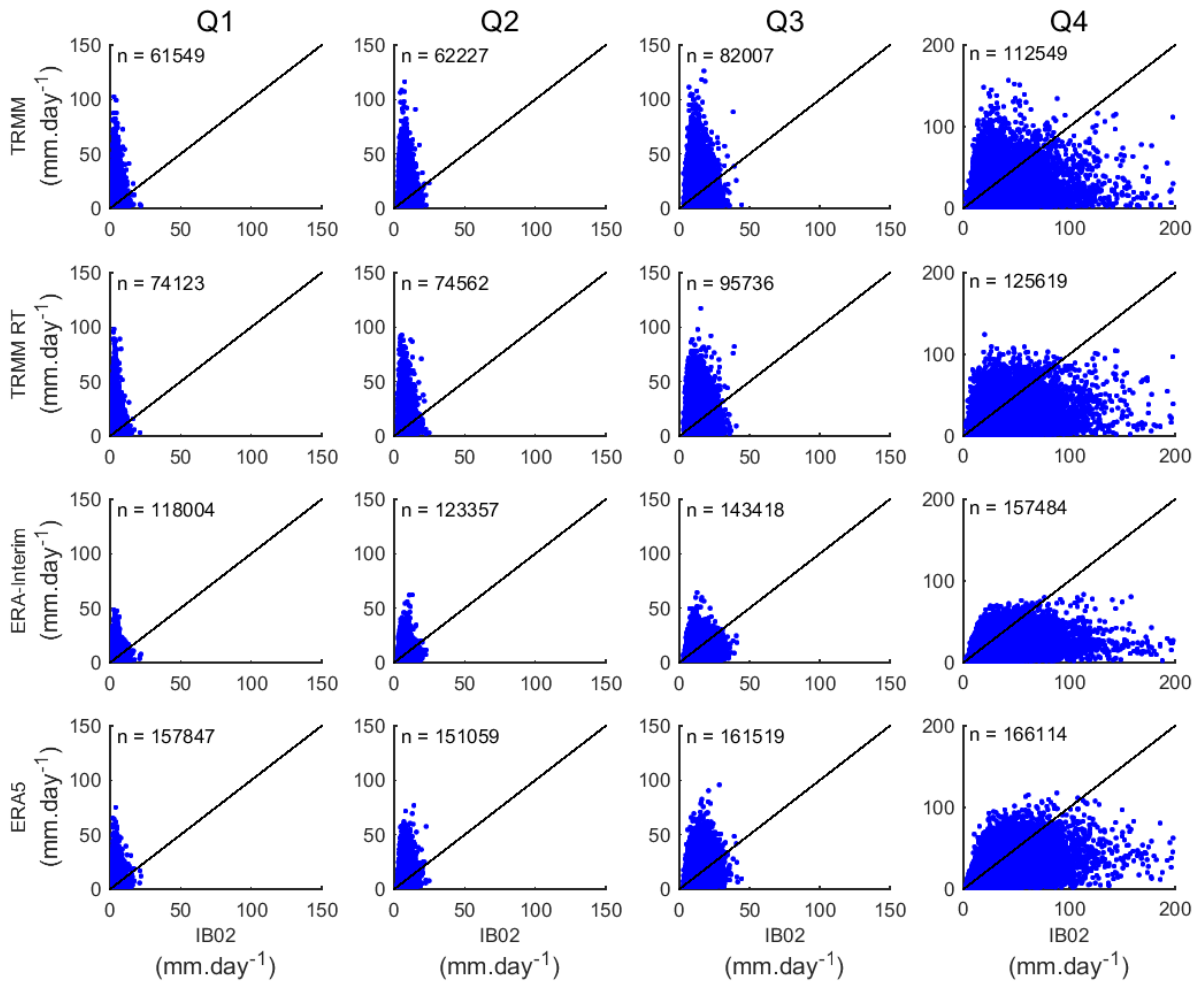 Q1 Q2 Q3 Q4
TRMM
(mm.day-1)
150
100
50
0
n = 61549
0 50 100 150
150
100
50
0
n = 62227
0 50 100 150
150
100
50
0
n = 82007
0 50 100 150
200
100
0
n = 112549
0 100 200
TRMM RT
(mm.day-1)
150
100
50
0
n = 74123
0 50 100 150
150
100
50
0
n = 74562
0 50 100 150
150
100
50
0
n = 95736
0 50 100 150
200
100
0
n = 125619
0 100 200
ERA-Interim
(mm.day-1)
150
100
50
0
n = 118004
0 50 100 150
150
100
50
0
n = 123357
0 50 100 150
150
100
50
0
n = 143418
0 50 100 150
200
100
0
n = 157484
0 100 200
ERA5
(mm.day-1)
150
100
50
0
n = 157847
0 50 100 150
IB02
(mm.day-1)
150
100
50
0
n = 151059
0 50 100 150
IB02
(mm.day-1)
150
100
50
0
n = 161519
0 50 100 150
IB02
(mm.day-1)
200
100
0
n = 166114
0 100 200
IB02
(mm.day-1)